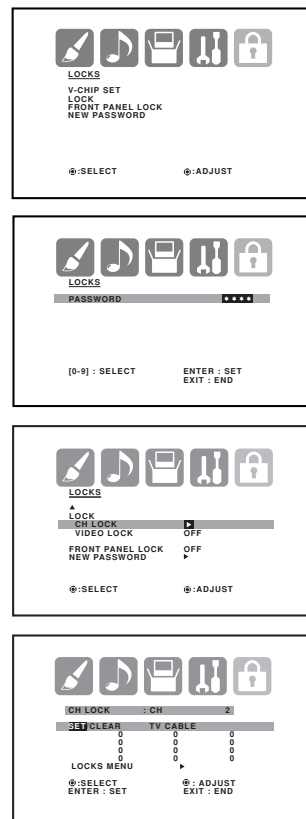 LOCKS
V-CHIP SET
LOCK
FRONT PANEL LOCK
NEW PASSWORD
:SELECT :ADJUST
LOCKS
PASSWORD ****
[0-9] : SELECT ENTER : SET
EXIT : END
LOCKS
▲
LOCK
CH LOCK ▶
VIDEO LOCK OFF
FRONT PANEL LOCK OFF
NEW PASSWORD ▶
:SELECT :ADJUST
CH LOCK : CH 2
SET CLEAR TV CABLE
0 0 0
0 0 0
0 0 0
0 0 0
LOCKS MENU ▶
:SELECT : ADJUST
ENTER : SET EXIT : END